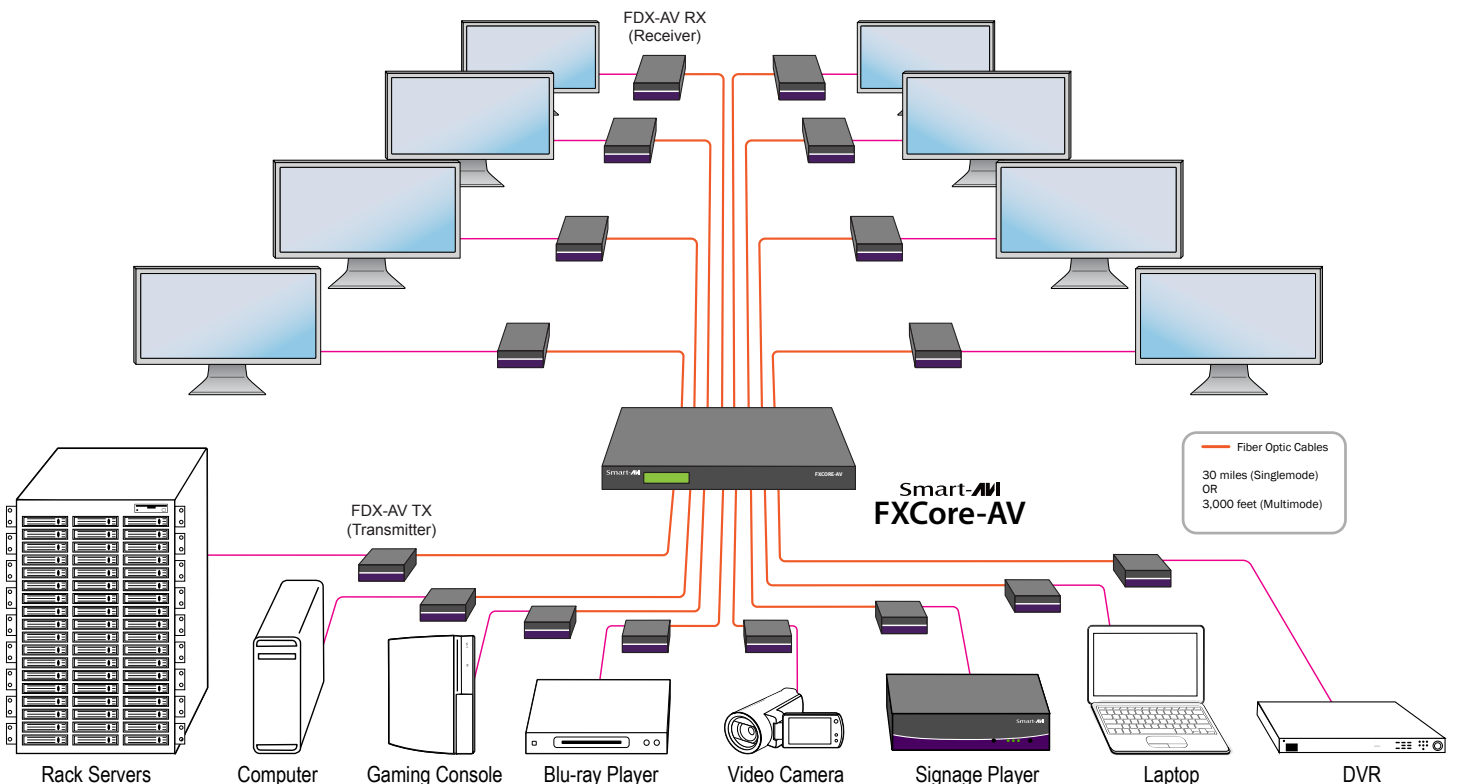 FDX-AV RX
(Receiver)
Smart-AVI
FXCORE-AV
Fiber Optic Cables
30 miles (Singlemode)
OR
3,000 feet (Multimode)
Smart-AVI
FXCore-AV
FDX-AV TX
(Transmitter)
Smart-AVI
Rack Servers
Computer
Gaming Console
Blu-ray Player
Video Camera
Signage Player
Laptop
DVR